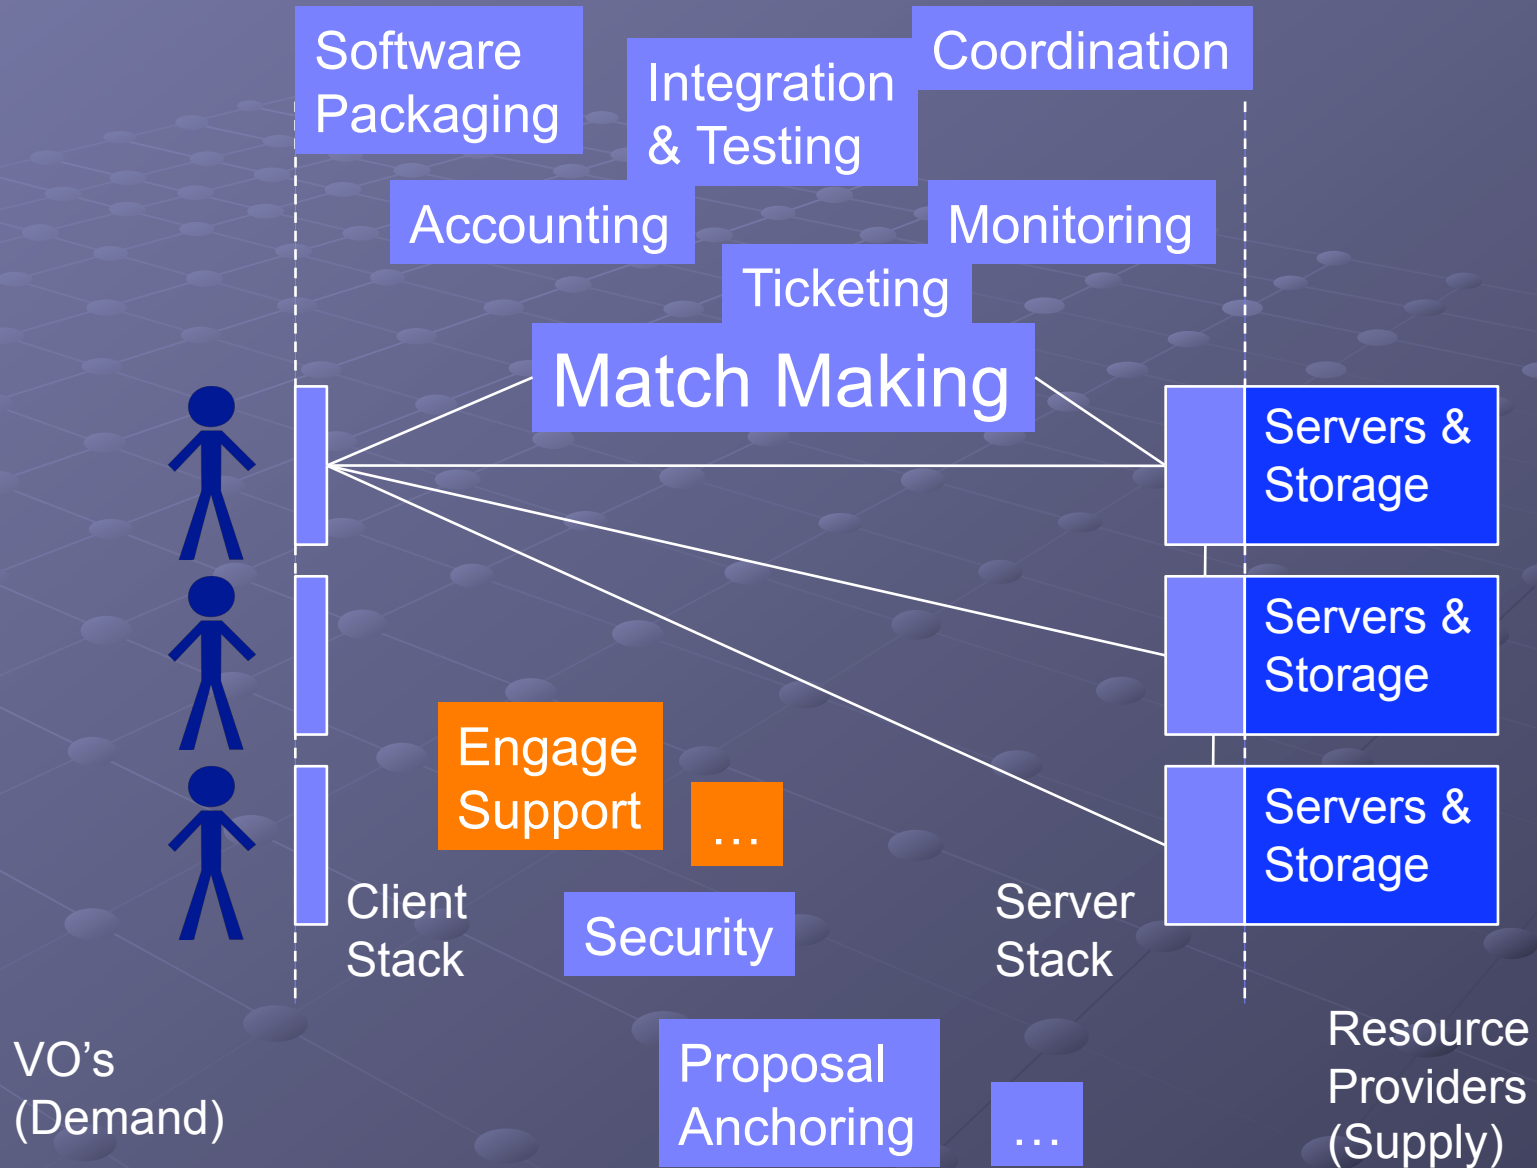 Software
Packaging
Integration
& Testing
Coordination
Accounting
Monitoring
Ticketing
Match Making
Servers &
Storage
Servers &
Storage
Servers &
Storage
Engage
Support
…
Client
Stack
Security
Server
Stack
VO’s
(Demand)
Proposal
Anchoring
…
Resource
Providers
(Supply)